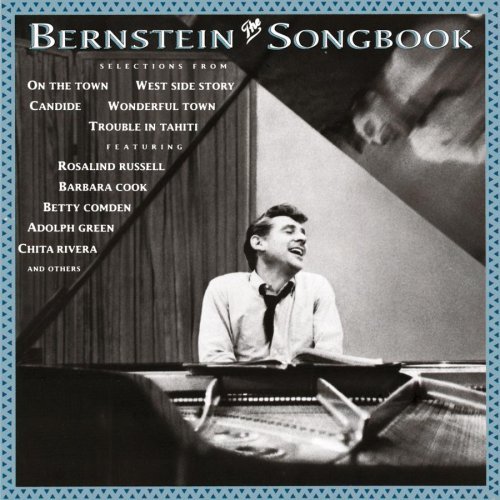 BERNSTEIN The SONGBOOK
SELECTIONS FROM
ON THE TOWN WEST SIDE STORY
CANDIDE WONDERFUL TOWN
TROUBLE IN TAHITI
FEATURING
ROSALIND RUSSELL
BARBARA COOK
BETTY COMDEN
ADOLPH GREEN
CHITA RIVERA
AND OTHERS